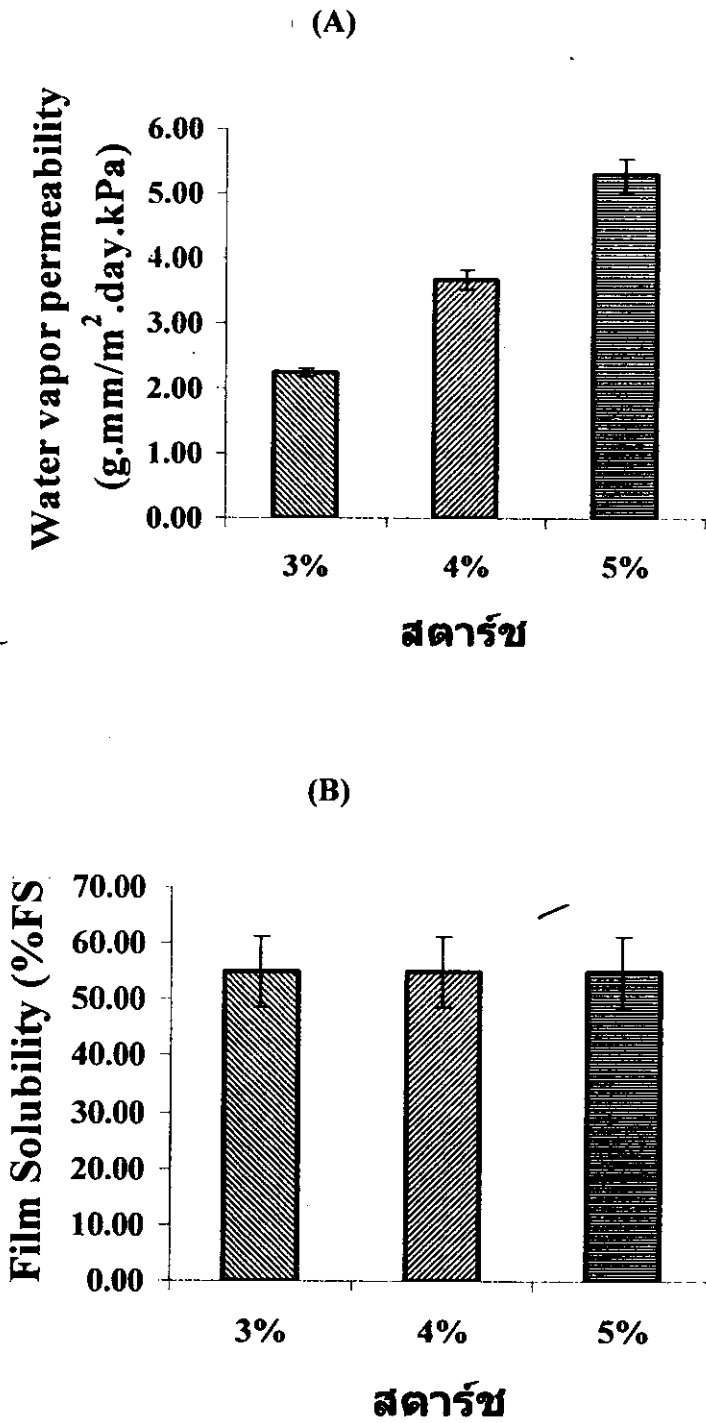 (A)
Water vapor permeability
(g.mm/m².day.kPa)
6.00
5.00
4.00
3.00
2.00
1.00
0.00
3% 4% 5%
สตาร์ช
(B)
Film Solubility (%FS
70.00
60.00
50.00
40.00
30.00
20.00
10.00
0.00
3% 4% 5%
สตาร์ช